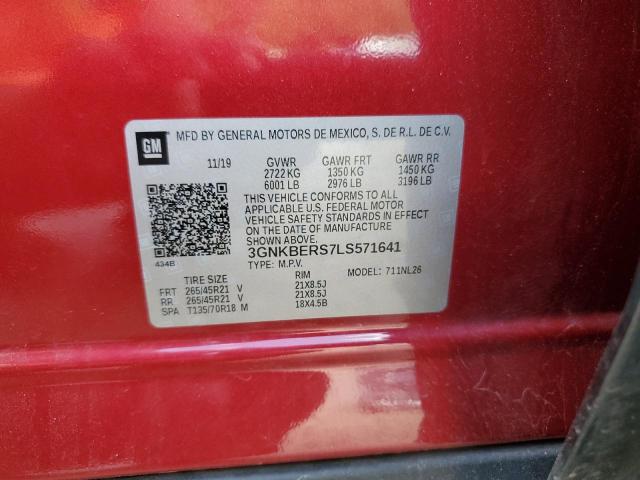 GM
MFD BY GENERAL MOTORS DE MEXICO, S. DE R.L. DE C.V.
11/19 GVWR GAWR FRT GAWR RR
2722 KG 1350 KG 1450 KG
6001 LB 2976 LB 3196 LB
THIS VEHICLE CONFORMS TO ALL
APPLICABLE U.S. FEDERAL MOTOR
VEHICLE SAFETY STANDARDS IN EFFECT
ON THE DATE OF MANUFACTURE
SHOWN ABOVE.
3GNKBERS7LS571641
434B TYPE: M.P.V. MODEL: 711NL26
TIRE SIZE RIM
FRT 265/45R21 V 21X8.5J
RR 265/45R21 V 21X8.5J
SPA T135/70R18 M 18X4.5B